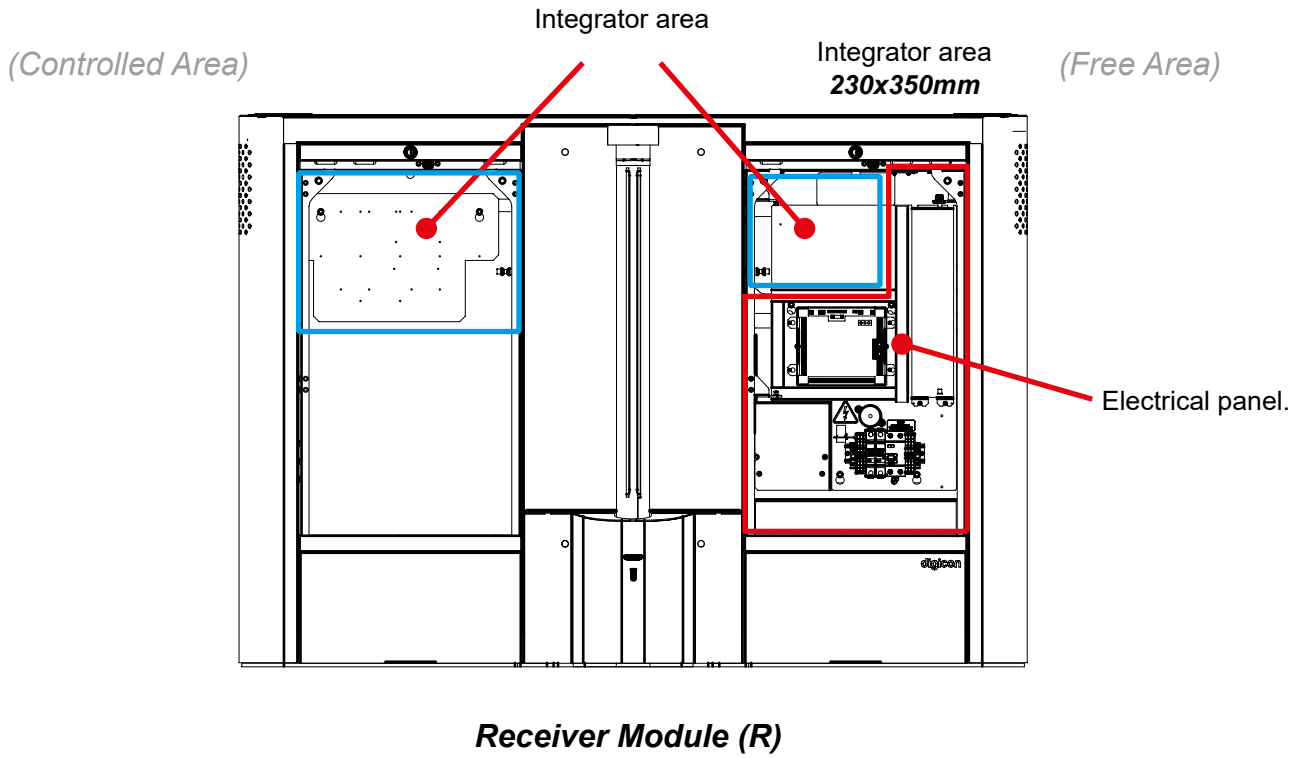 Integrator area
(Controlled Area)
Integrator area
230x350mm
(Free Area)
Electrical panel.
digicon
Receiver Module (R)